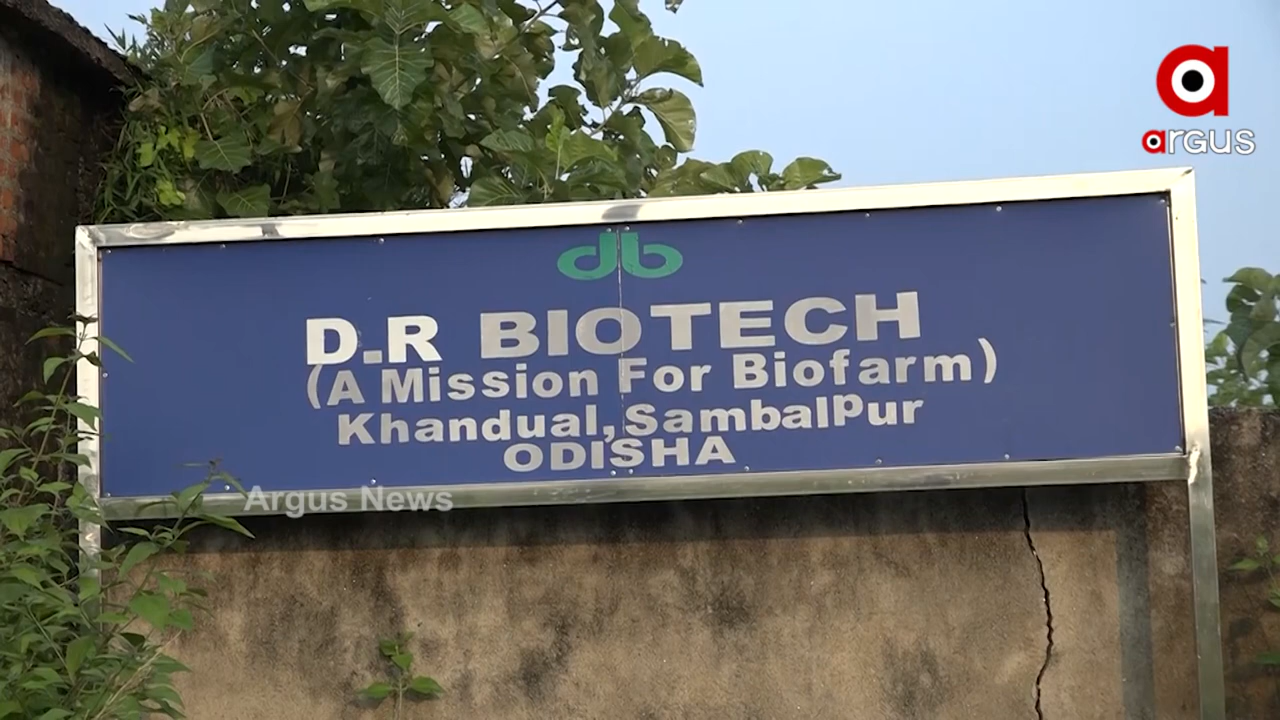 argus
db
D.R BIOTECH
(A Mission For Biofarm)
Khandual, Sambalpur
ODISHA
Argus News